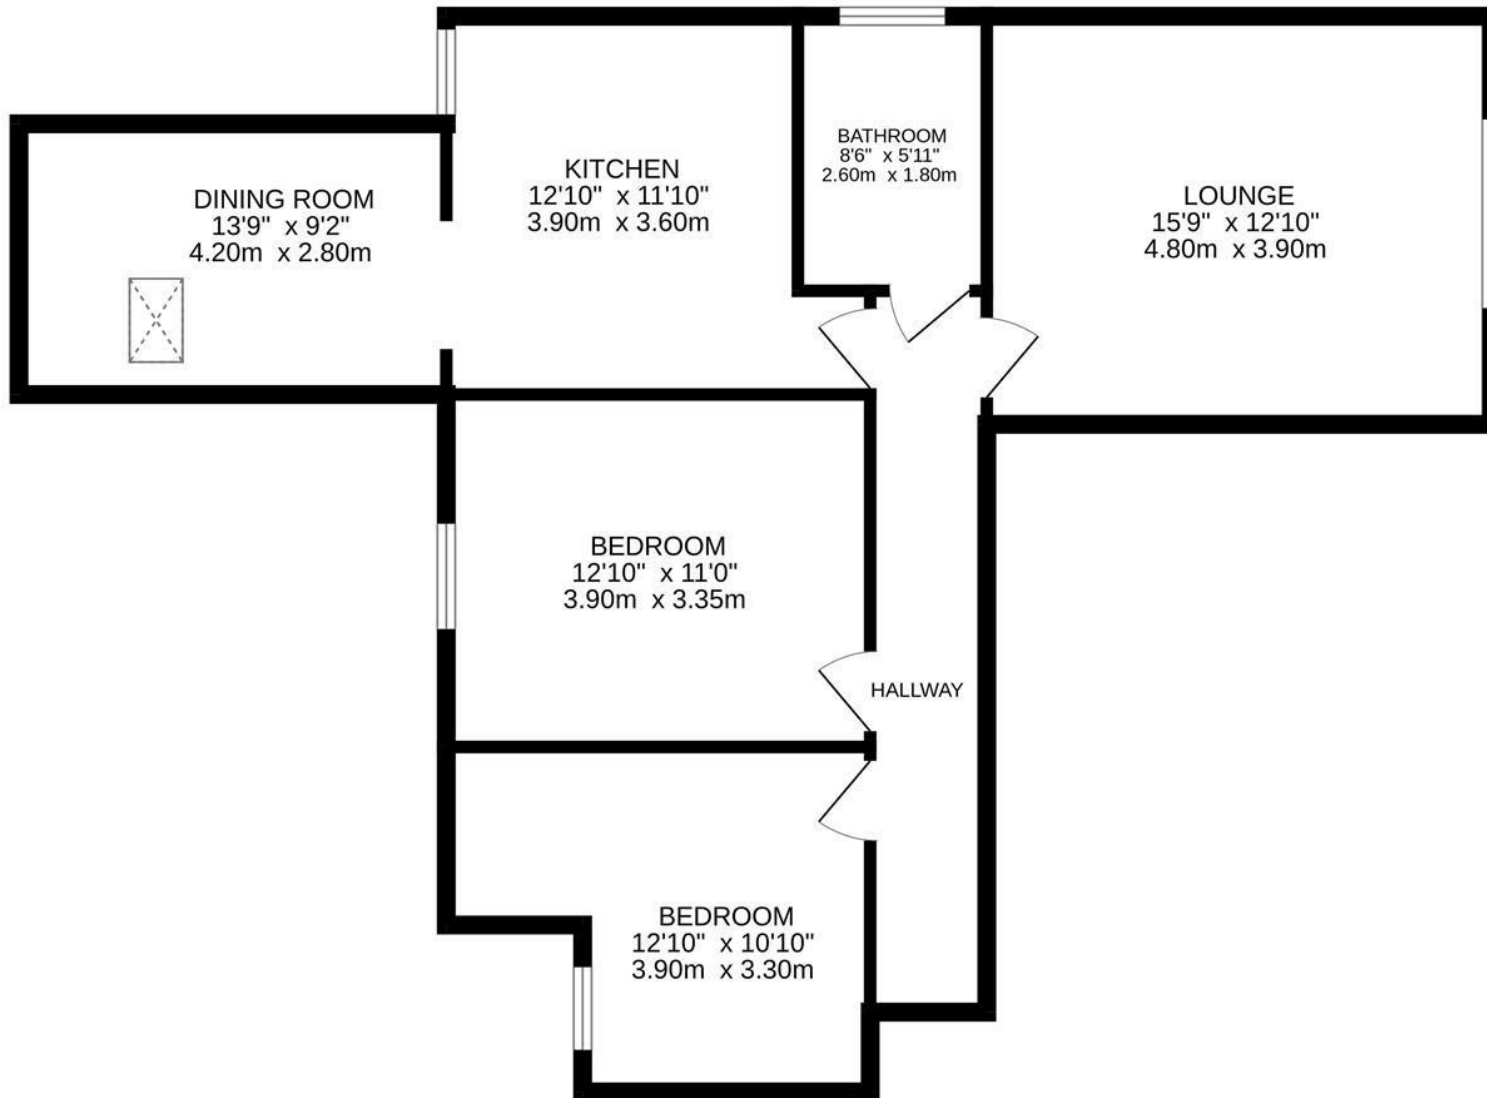 DINING ROOM
13'9" x 9'2"
4.20m x 2.80m
KITCHEN
12'10" x 11'10"
3.90m x 3.60m
BATHROOM
8'6" x 5'11"
2.60m x 1.80m
LOUNGE
15'9" x 12'10"
4.80m x 3.90m
BEDROOM
12'10" x 11'0"
3.90m x 3.35m
HALLWAY
BEDROOM
12'10" x 10'10"
3.90m x 3.30m